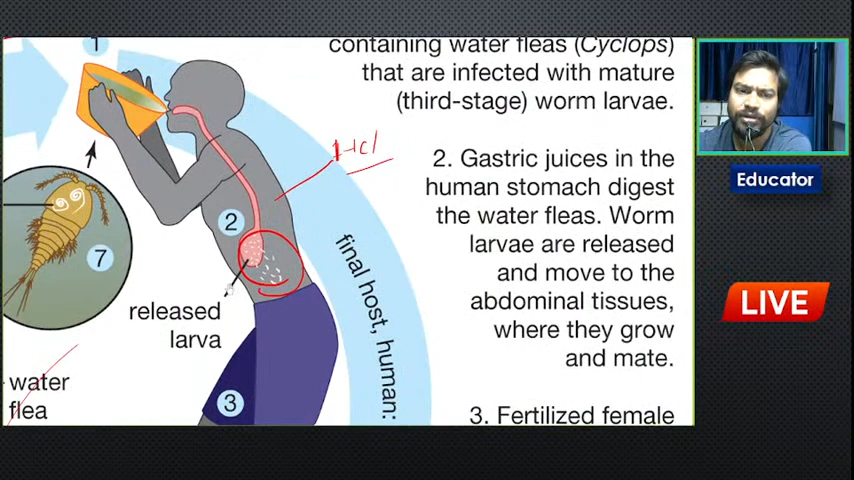 1
containing water fleas (Cyclops)
that are infected with mature
(third-stage) worm larvae.
HCl
2. Gastric juices in the
human stomach digest
the water fleas. Worm
larvae are released
and move to the
abdominal tissues,
where they grow
and mate.
3. Fertilized female
2
7
released
larva
water
flea
3
final host, human:
Educator
LIVE